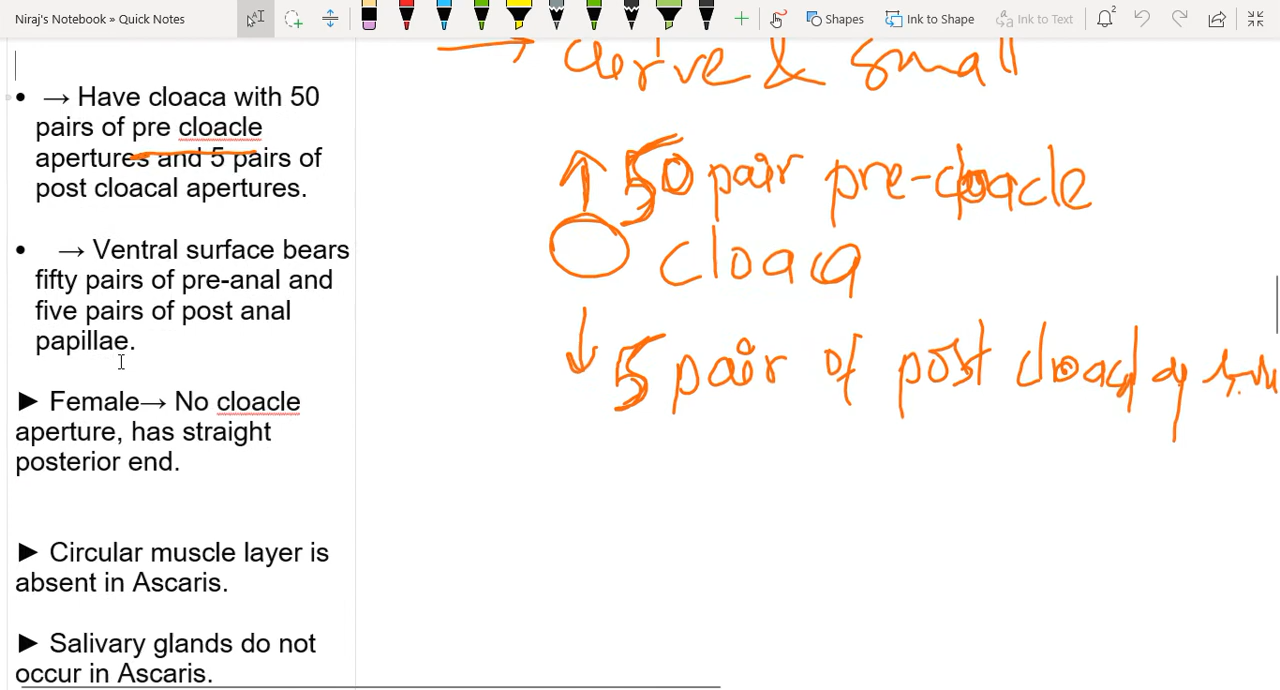 Niraj's Notebook » Quick Notes
Shapes
Ink to Shape
Ink to Text
2
• → Have cloaca with 50
pairs of pre cloacle
apertures and 5 pairs of
post cloacal apertures.
• → Ventral surface bears
fifty pairs of pre-anal and
five pairs of post anal
papillae.
► Female→ No cloacle
aperture, has straight
posterior end.
► Circular muscle layer is
absent in Ascaris.
► Salivary glands do not
occur in Ascaris.
→ & small
↑ 50 pair pre-cloacle
cloaca
↓ 5 pair of post cloacal